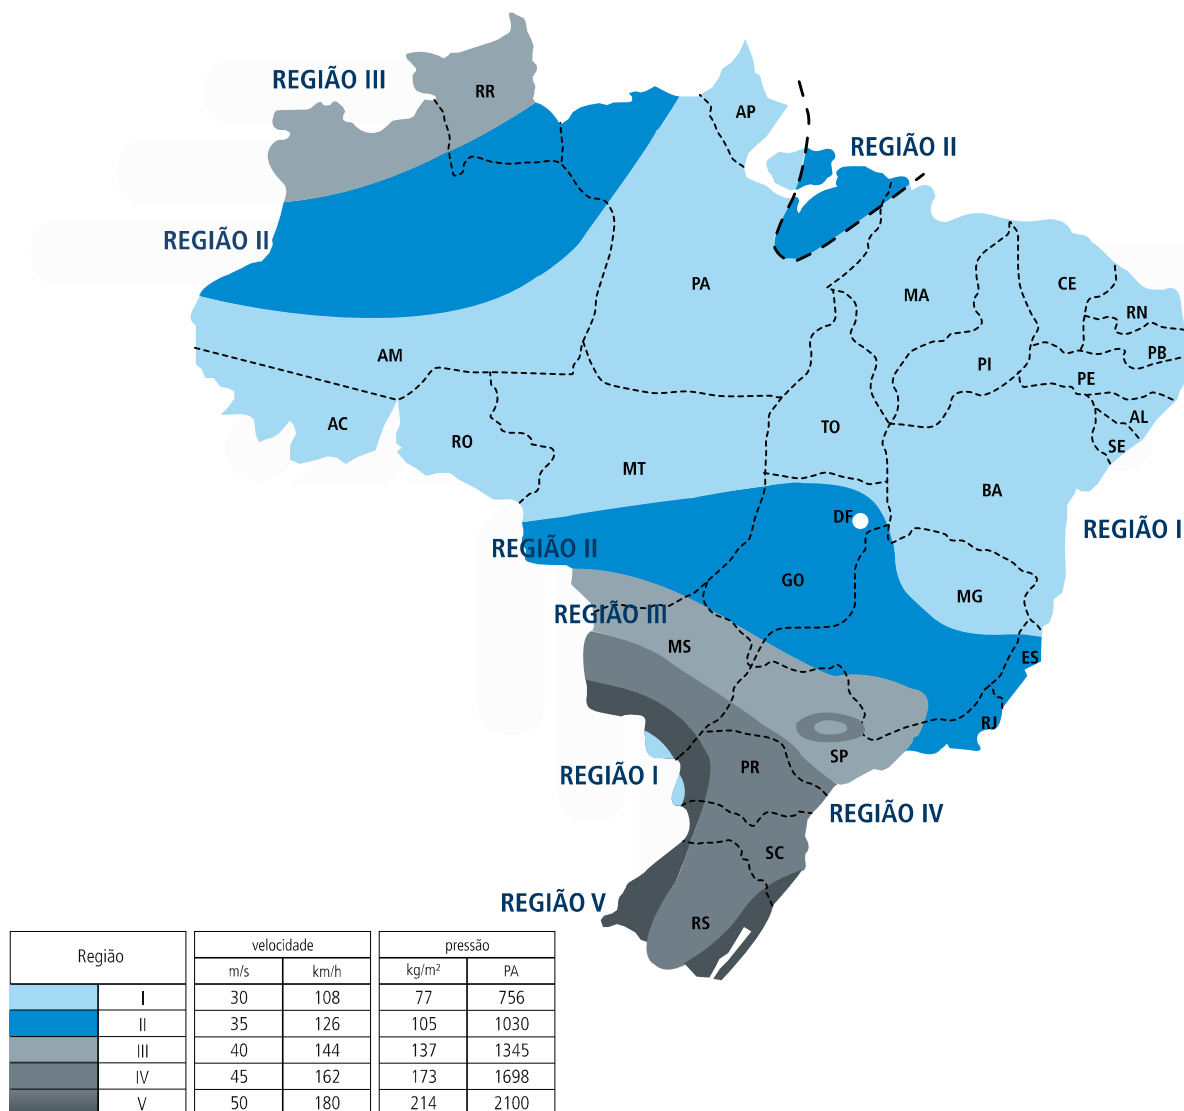 REGIÃO III
RR
AP
REGIÃO II
REGIÃO II
PA
MA
CE
RN
PB
PI
PE
AM
AL
AC
TO
SE
RO
MT
BA
DF
REGIÃO I
REGIÃO II
GO
MG
REGIÃO III
MS
ES
RJ
SP
PR
REGIÃO I
REGIÃO IV
SC
REGIÃO V
RS
Região velocidade pressão
m/s km/h kg/m² PA
I 30 108 77 756
II 35 126 105 1030
III 40 144 137 1345
IV 45 162 173 1698
V 50 180 214 2100